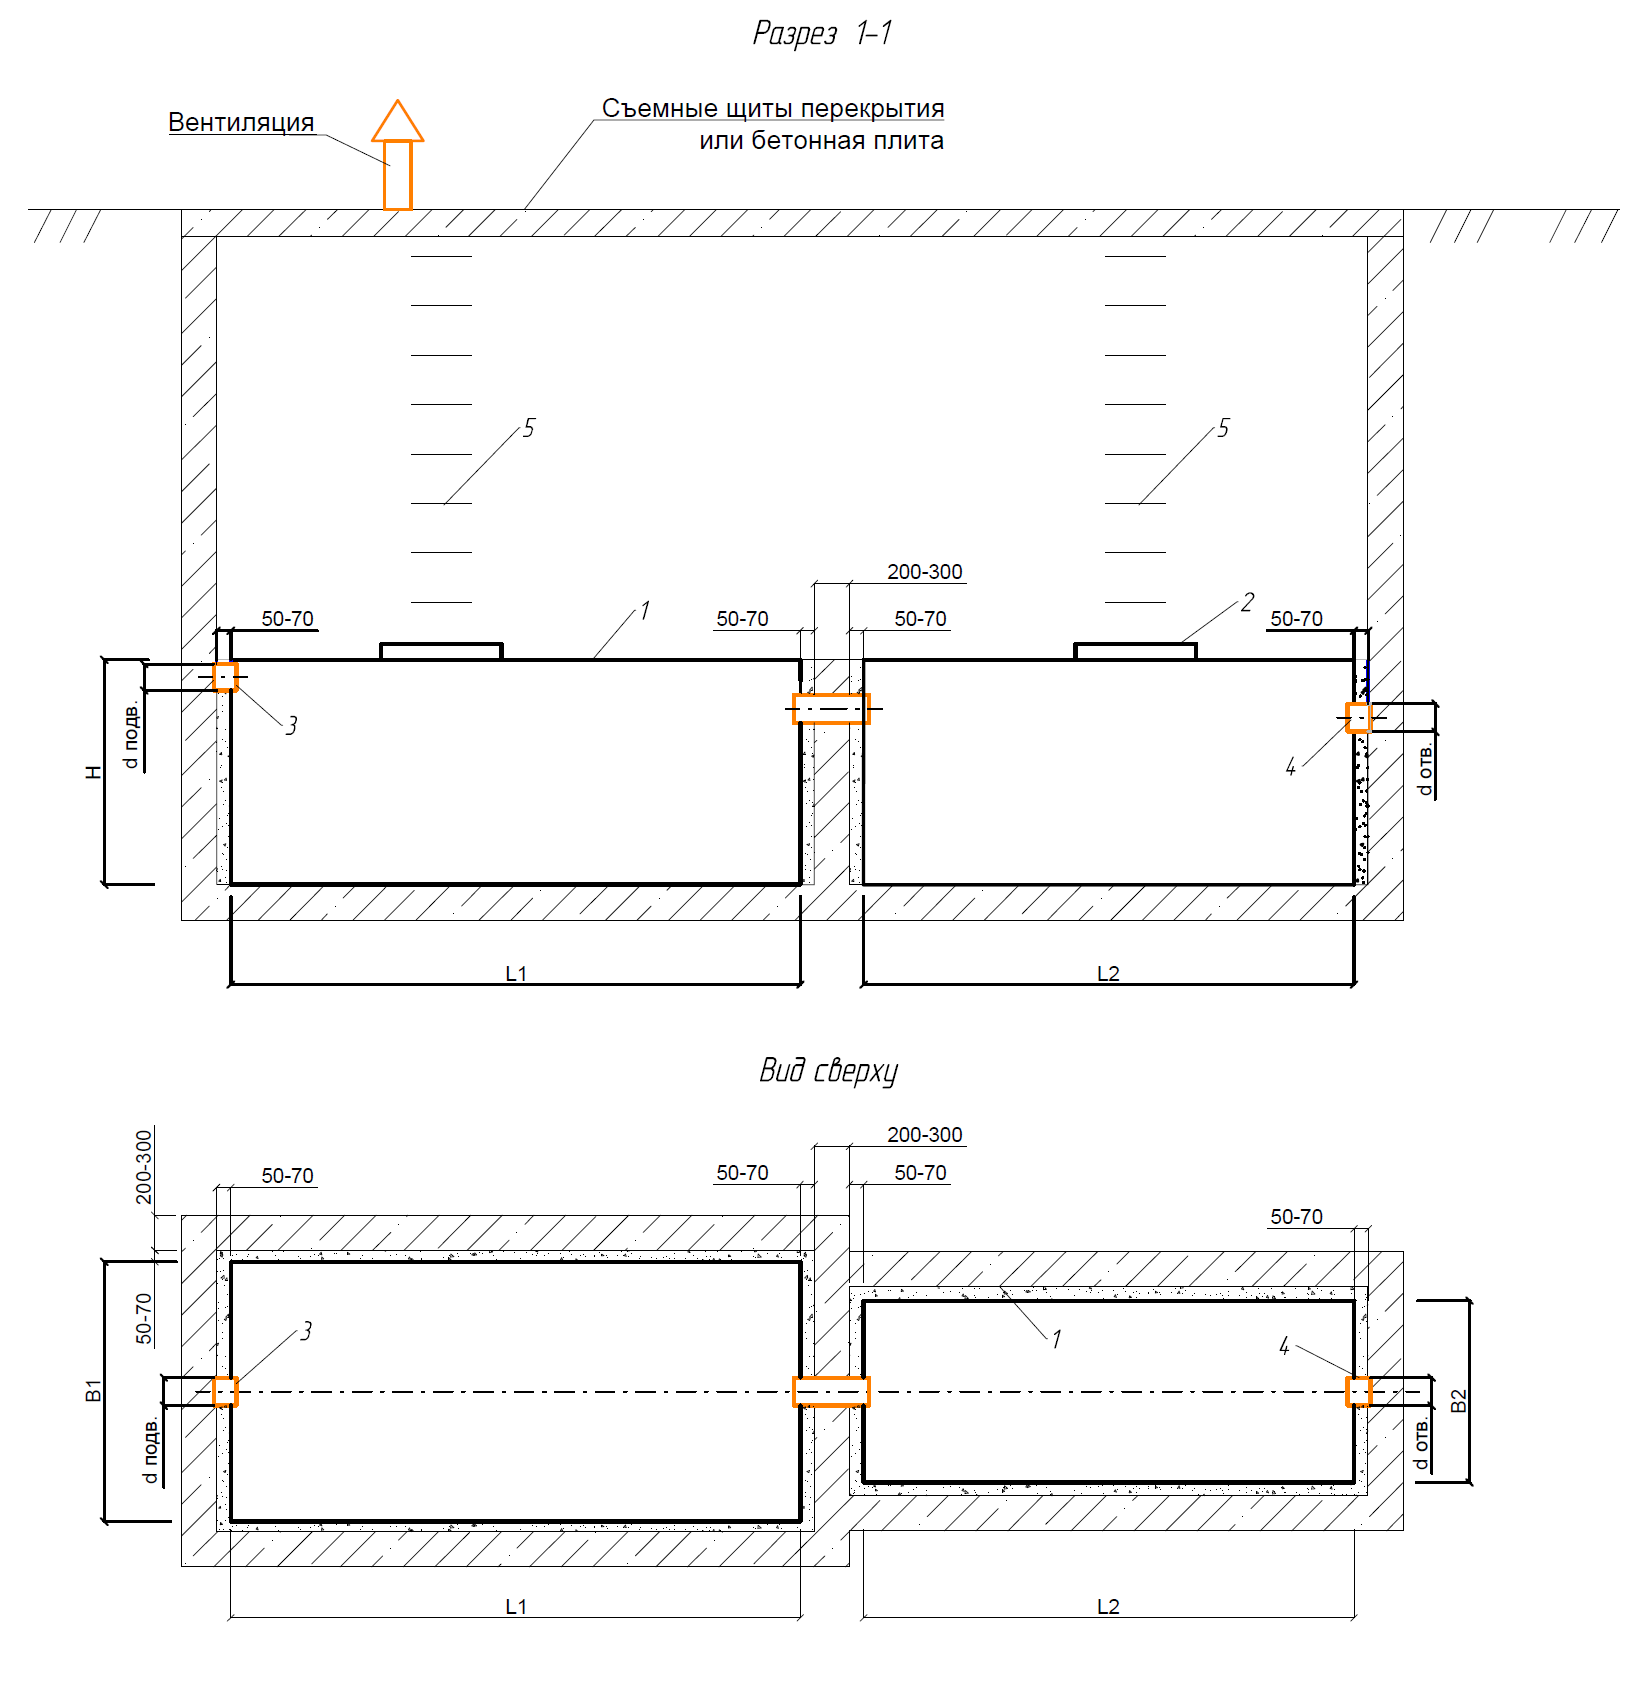 Разрез 1-1
Вентиляция
Съемные щиты перекрытия
или бетонная плита
5
5
200-300
50-70
1
50-70
50-70
2
50-70
3
4
H
d подв.
d отв.
L1
L2
Вид сверху
200-300
200-300
50-70
50-70
50-70
50-70
50-70
3
1
4
B1
d подв.
d отв.
B2
L1
L2